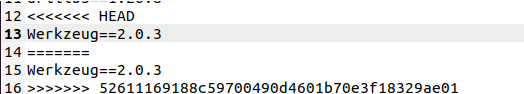 12 <<<<<<< HEAD
13 Werkzeug==2.0.3
14 =======
15 Werkzeug==2.0.3
16 >>>>>>> 52611169188c59700490d4601b70e3f18329ae01